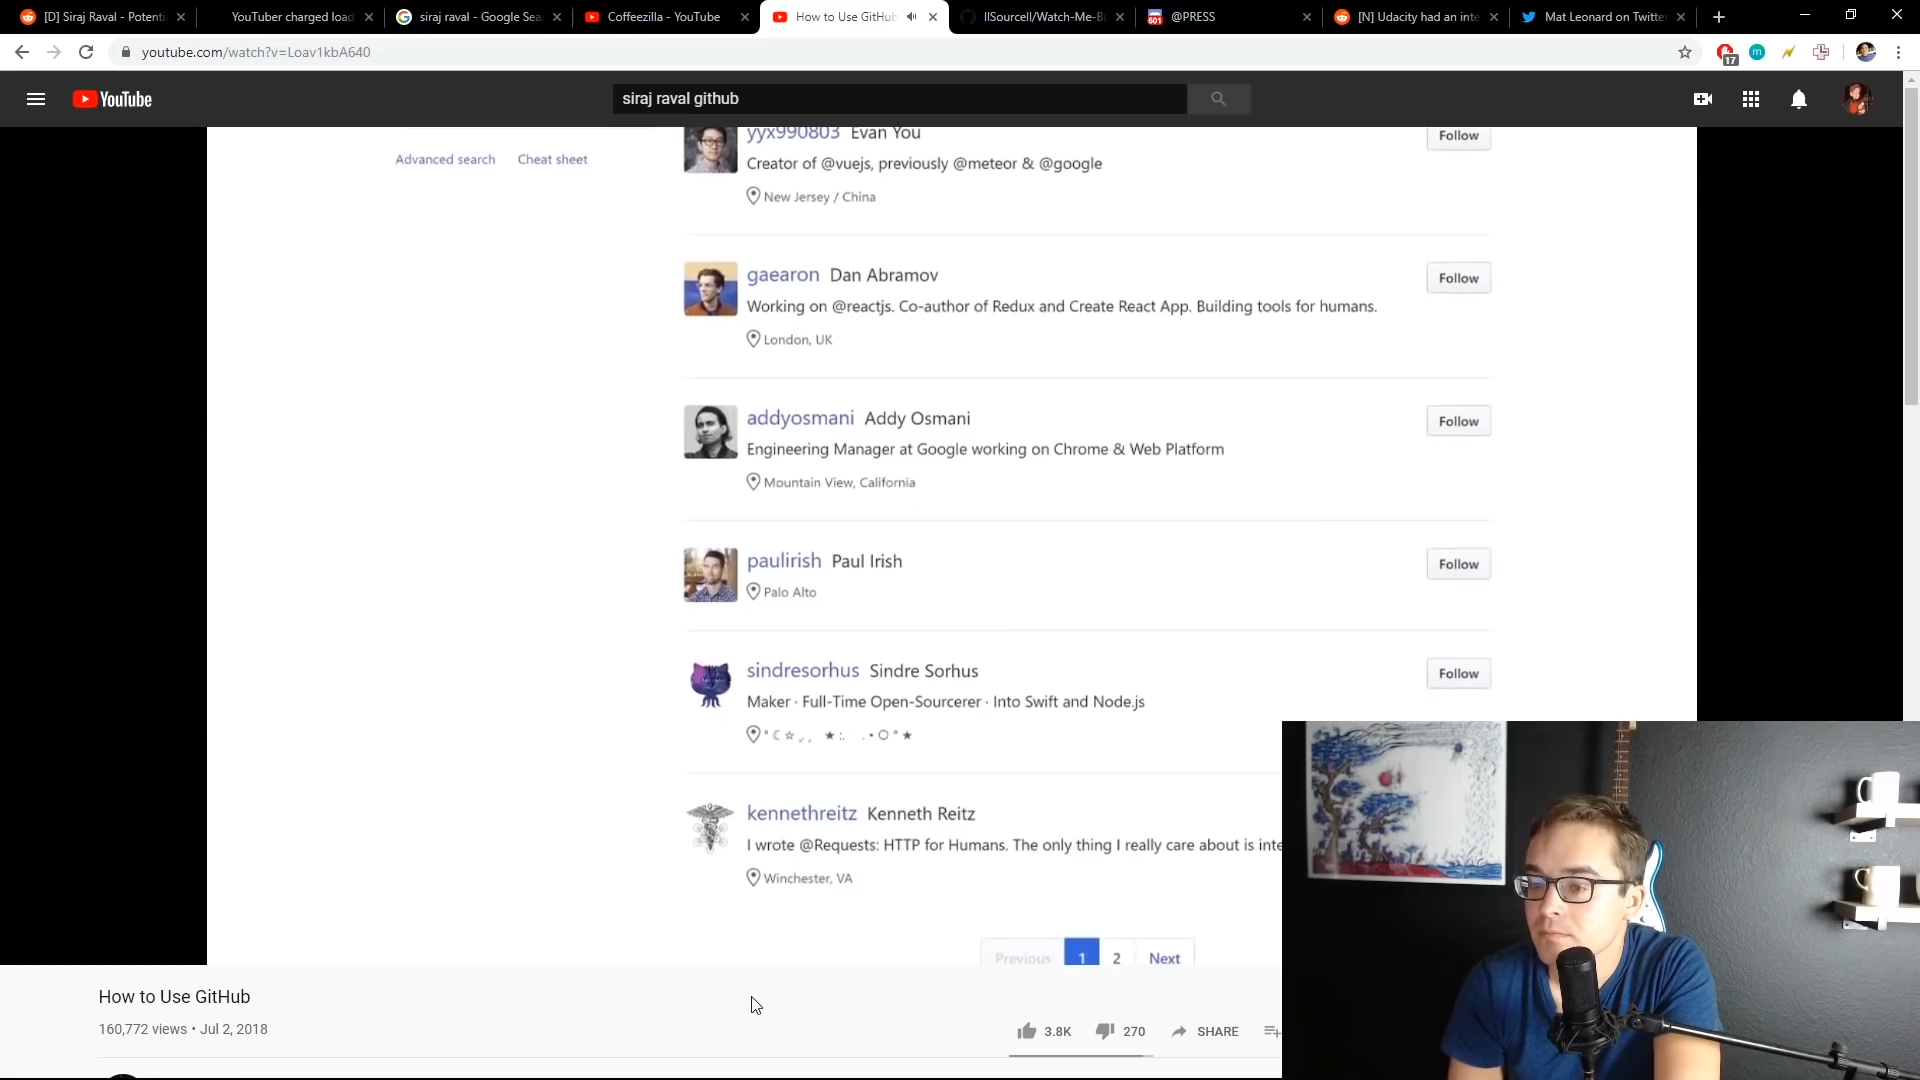 [D] Siraj Raval - Potenti
YouTuber charged load
siraj raval - Google Sea
Coffeezilla - YouTube
How to Use GitHub
llSourcell/Watch-Me-B
@PRESS
[N] Udacity had an inte
Mat Leonard on Twitte
youtube.com/watch?v=Loav1kbA640
17
YouTube
siraj raval github
Advanced search Cheat sheet
yyx990803 Evan You
Follow
Creator of @vuejs, previously @meteor & @google
New Jersey / China
gaearon Dan Abramov
Follow
Working on @reactjs. Co-author of Redux and Create React App. Building tools for humans.
London, UK
addyosmani Addy Osmani
Follow
Engineering Manager at Google working on Chrome & Web Platform
Mountain View, California
paulirish Paul Irish
Follow
Palo Alto
sindresorhus Sindre Sorhus
Follow
Maker · Full-Time Open-Sourcerer · Into Swift and Node.js
kennethreitz Kenneth Reitz
I wrote @Requests: HTTP for Humans. The only thing I really care about is inte
Winchester, VA
Previous 1 2 Next
How to Use GitHub
160,772 views • Jul 2, 2018
3.8K 270 SHARE